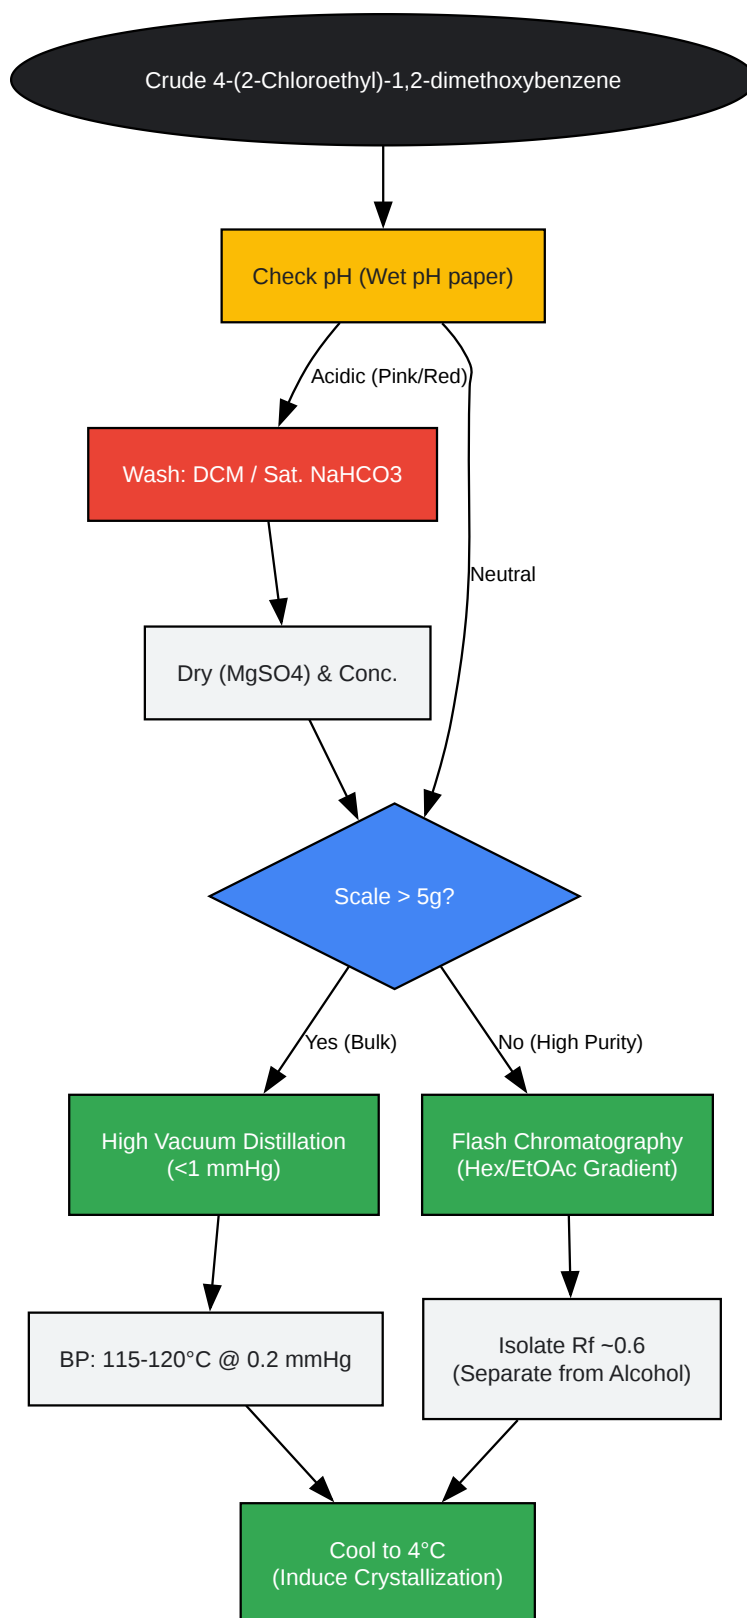 Crude 4-(2-Chloroethyl)-1,2-dimethoxybenzene
Check pH (Wet pH paper)
Acidic (Pink/Red)
Wash: DCM / Sat. NaHCO3
Neutral
Dry (MgSO4) & Conc.
Scale > 5g?
Yes (Bulk)
No (High Purity)
High Vacuum Distillation
(<1 mmHg)
Flash Chromatography
(Hex/EtOAc Gradient)
BP: 115-120°C @ 0.2 mmHg
Isolate Rf ~0.6
(Separate from Alcohol)
Cool to 4°C
(Induce Crystallization)